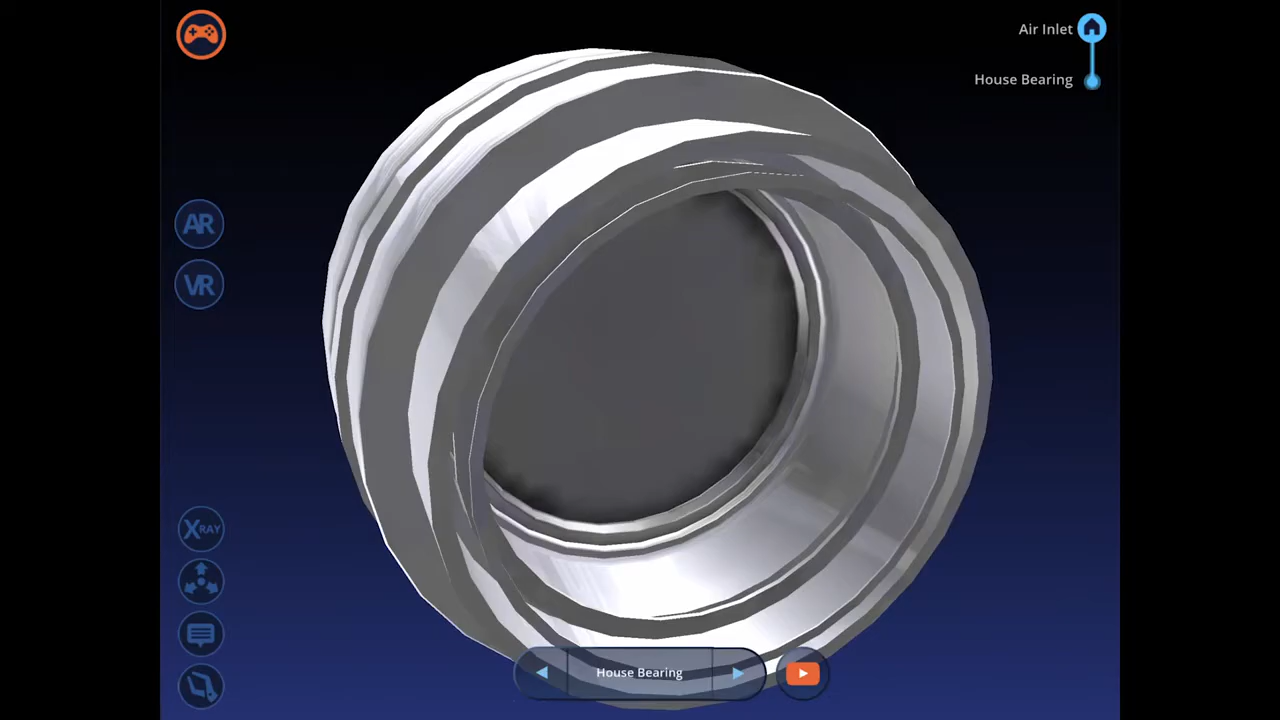 Air Inlet
House Bearing
AR
VR
XRAY
House Bearing